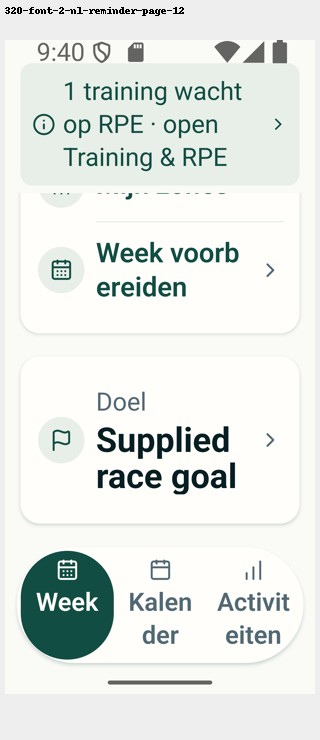 320-font-2-nl-reminder-page-12
9:40
1 training wacht
op RPE · open
Training & RPE
Week voorb
ereiden
Doel
Supplied
race goal
Week
Kalen
der
Activit
eiten